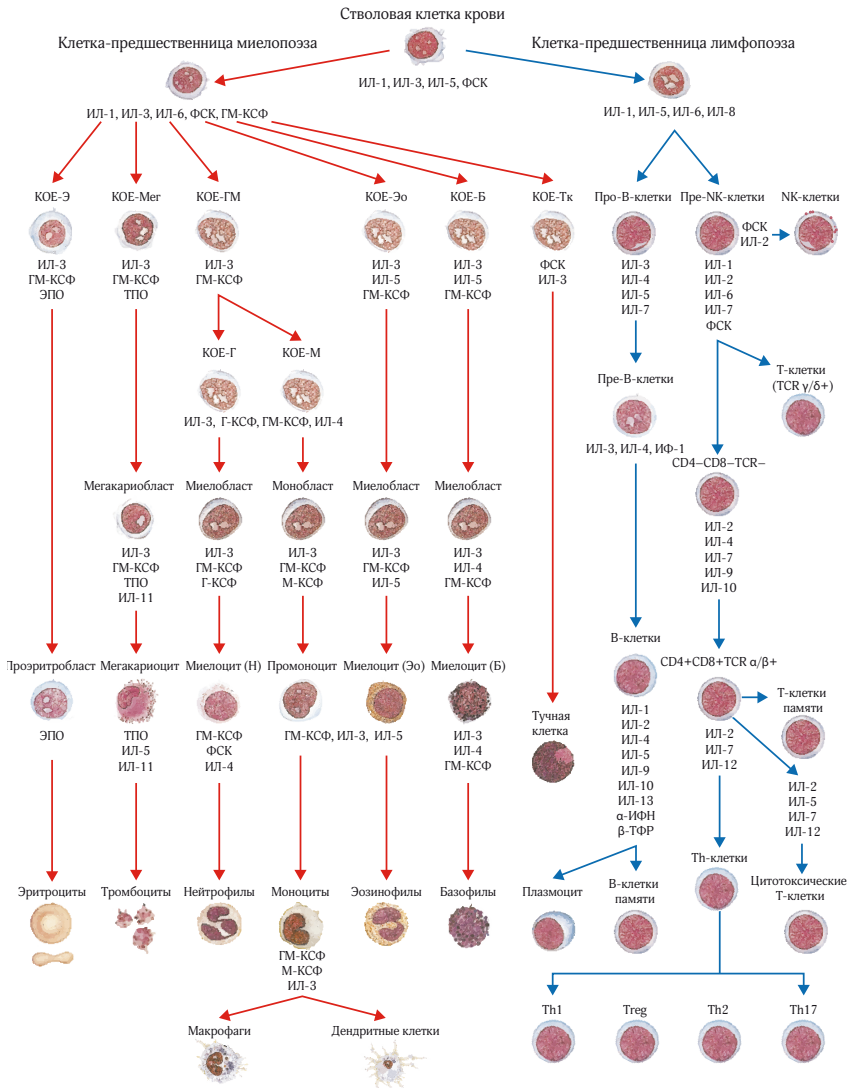 Стволовая клетка крови
Клетка-предшественница миелопоэза
Клетка-предшественница лимфопоэза
ИЛ-1, ИЛ-3, ИЛ-5, ФСК
ИЛ-1, ИЛ-3, ИЛ-6, ФСК, ГМ-КСФ
ИЛ-1, ИЛ-5, ИЛ-6, ИЛ-8
КОЕ-Э
ИЛ-3
ГМ-КСФ
ЭПО
КОЕ-Мег
ИЛ-3
ГМ-КСФ
ТПО
КОЕ-ГМ
ИЛ-3
ГМ-КСФ
КОЕ-Эо
ИЛ-3
ИЛ-5
ГМ-КСФ
КОЕ-Б
ИЛ-3
ИЛ-5
ГМ-КСФ
КОЕ-Тк
ФСК
ИЛ-3
Про-В-клетки
ИЛ-3
ИЛ-4
ИЛ-5
ИЛ-7
Пре-NK-клетки
ИЛ-1
ИЛ-2
ИЛ-6
ИЛ-7
ФСК
ФСК
ИЛ-2
NK-клетки
КОЕ-Г
КОЕ-М
ИЛ-3, Г-КСФ, ГМ-КСФ, ИЛ-4
Пре-В-клетки
ИЛ-3, ИЛ-4, ИФ-1
Т-клетки
(TCR γ/δ+)
CD4–CD8–TCR–
ИЛ-2
ИЛ-4
ИЛ-7
ИЛ-9
ИЛ-10
Мегакариобласт
ИЛ-3
ГМ-КСФ
ТПО
ИЛ-11
Миелобласт
ИЛ-3
ГМ-КСФ
Г-КСФ
Монобласт
ИЛ-3
ГМ-КСФ
М-КСФ
Миелобласт
ИЛ-3
ГМ-КСФ
ИЛ-5
Миелобласт
ИЛ-3
ИЛ-4
ГМ-КСФ
Проэритробласт
ЭПО
Мегакариоцит
ТПО
ИЛ-5
ИЛ-11
Миелоцит (Н)
ГМ-КСФ
ФСК
ИЛ-4
Промоноцит
Миелоцит (Эо)
ГМ-КСФ, ИЛ-3, ИЛ-5
Миелоцит (Б)
ИЛ-3
ИЛ-4
ГМ-КСФ
Тучная
клетка
В-клетки
ИЛ-1
ИЛ-2
ИЛ-4
ИЛ-5
ИЛ-9
ИЛ-10
ИЛ-13
α-ИФН
β-ТФР
CD4+CD8+TCR α/β+
ИЛ-2
ИЛ-7
ИЛ-12
Т-клетки
памяти
ИЛ-2
ИЛ-5
ИЛ-7
ИЛ-12
Эритроциты
Тромбоциты
Нейтрофилы
Моноциты
Эозинофилы
Базофилы
Плазмоцит
В-клетки
памяти
Th-клетки
Цитотоксические
Т-клетки
ГМ-КСФ
М-КСФ
ИЛ-3
Макрофаги
Дендритные клетки
Th1
Treg
Th2
Th17